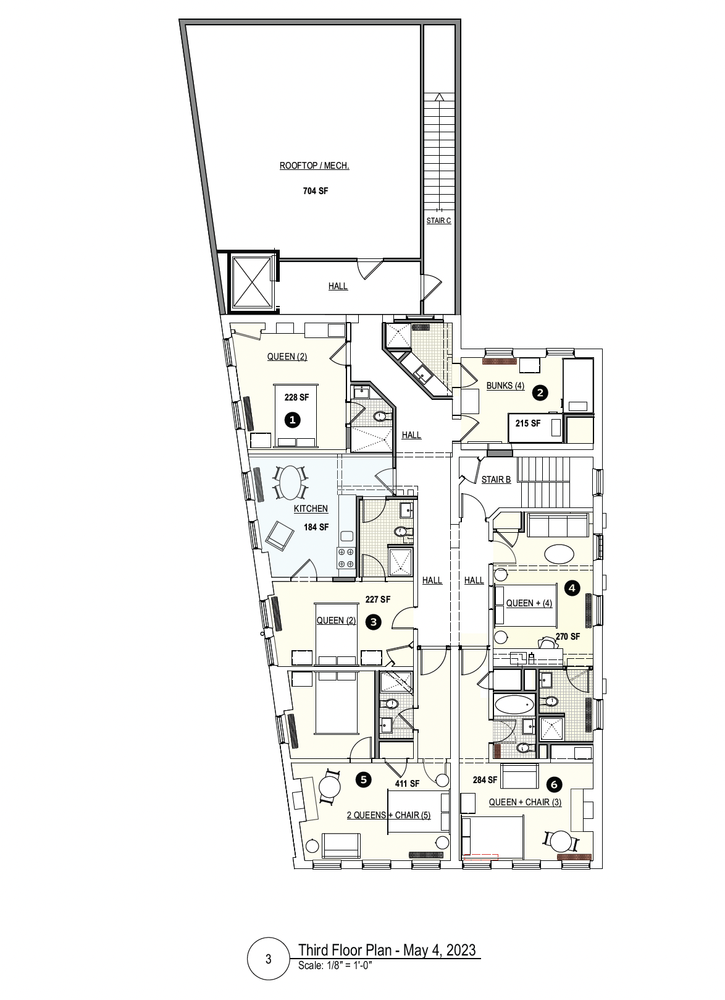 ROOFTOP / MECH.
704 SF
STAIR C
HALL
QUEEN (2)
228 SF
1
BUNKS (4)
2
215 SF
HALL
STAIR B
KITCHEN
184 SF
HALL
HALL
227 SF
QUEEN (2)
3
4
QUEEN + (4)
270 SF
5
411 SF
2 QUEENS + CHAIR (5)
284 SF
6
QUEEN + CHAIR (3)
3
Third Floor Plan - May 4, 2023
Scale: 1/8" = 1'-0"